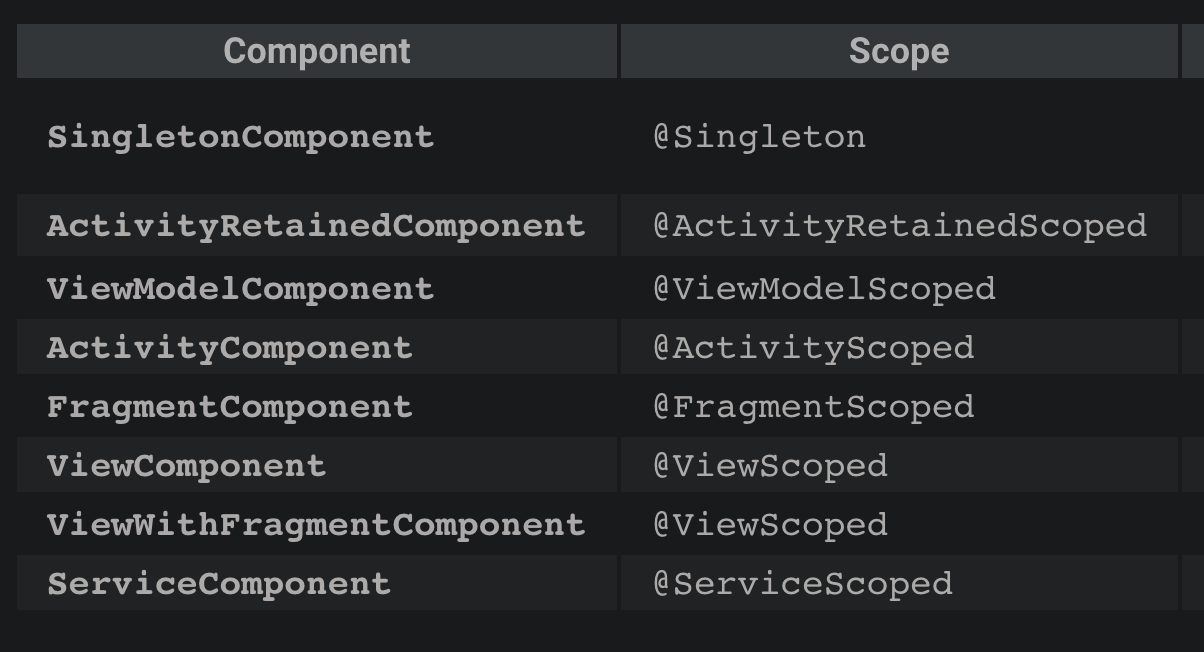 Component Scope
SingletonComponent @Singleton
ActivityRetainedComponent @ActivityRetainedScoped
ViewModelComponent @ViewModelScoped
ActivityComponent @ActivityScoped
FragmentComponent @FragmentScoped
ViewComponent @ViewScoped
ViewWithFragmentComponent @ViewScoped
ServiceComponent @ServiceScoped